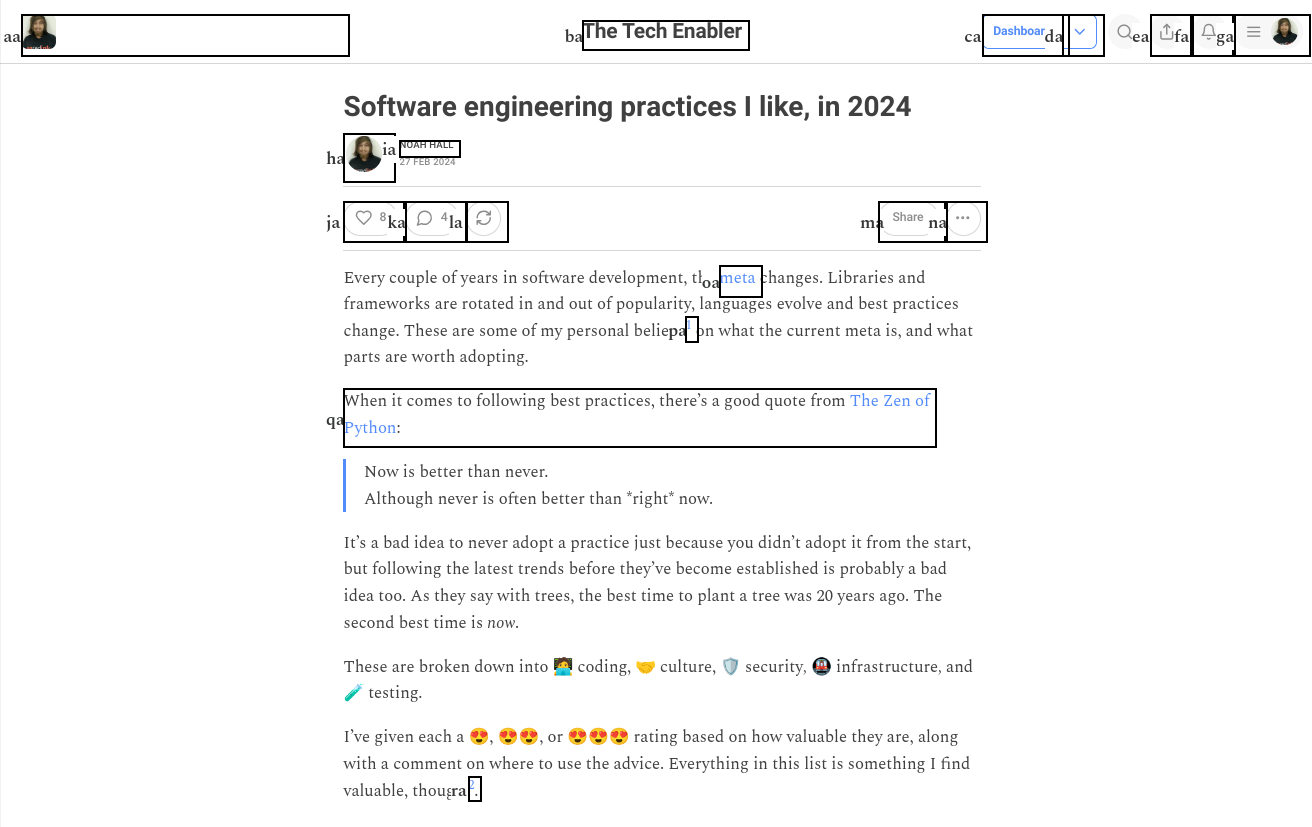 aa
ba The Tech Enabler
ca Dashboar da ea fa ga
Software engineering practices I like, in 2024
ha ia NOAH HALL
27 FEB 2024
ja 8 ka 4 la ma Share na
Every couple of years in software development, th oa meta changes. Libraries and
frameworks are rotated in and out of popularity, languages evolve and best practices
change. These are some of my personal belie pa 1 on what the current meta is, and what
parts are worth adopting.
qa
When it comes to following best practices, there's a good quote from The Zen of
Python:
Now is better than never.
Although never is often better than *right* now.
It's a bad idea to never adopt a practice just because you didn't adopt it from the start,
but following the latest trends before they've become established is probably a bad
idea too. As they say with trees, the best time to plant a tree was 20 years ago. The
second best time is now.
These are broken down into 🧑‍💻 coding, 🤝 culture, 🛡️ security, 🚇 infrastructure, and
🧪 testing.
I've given each a 😍, 😍😍, or 😍😍😍 rating based on how valuable they are, along
with a comment on where to use the advice. Everything in this list is something I find
valuable, thoug ra 2.